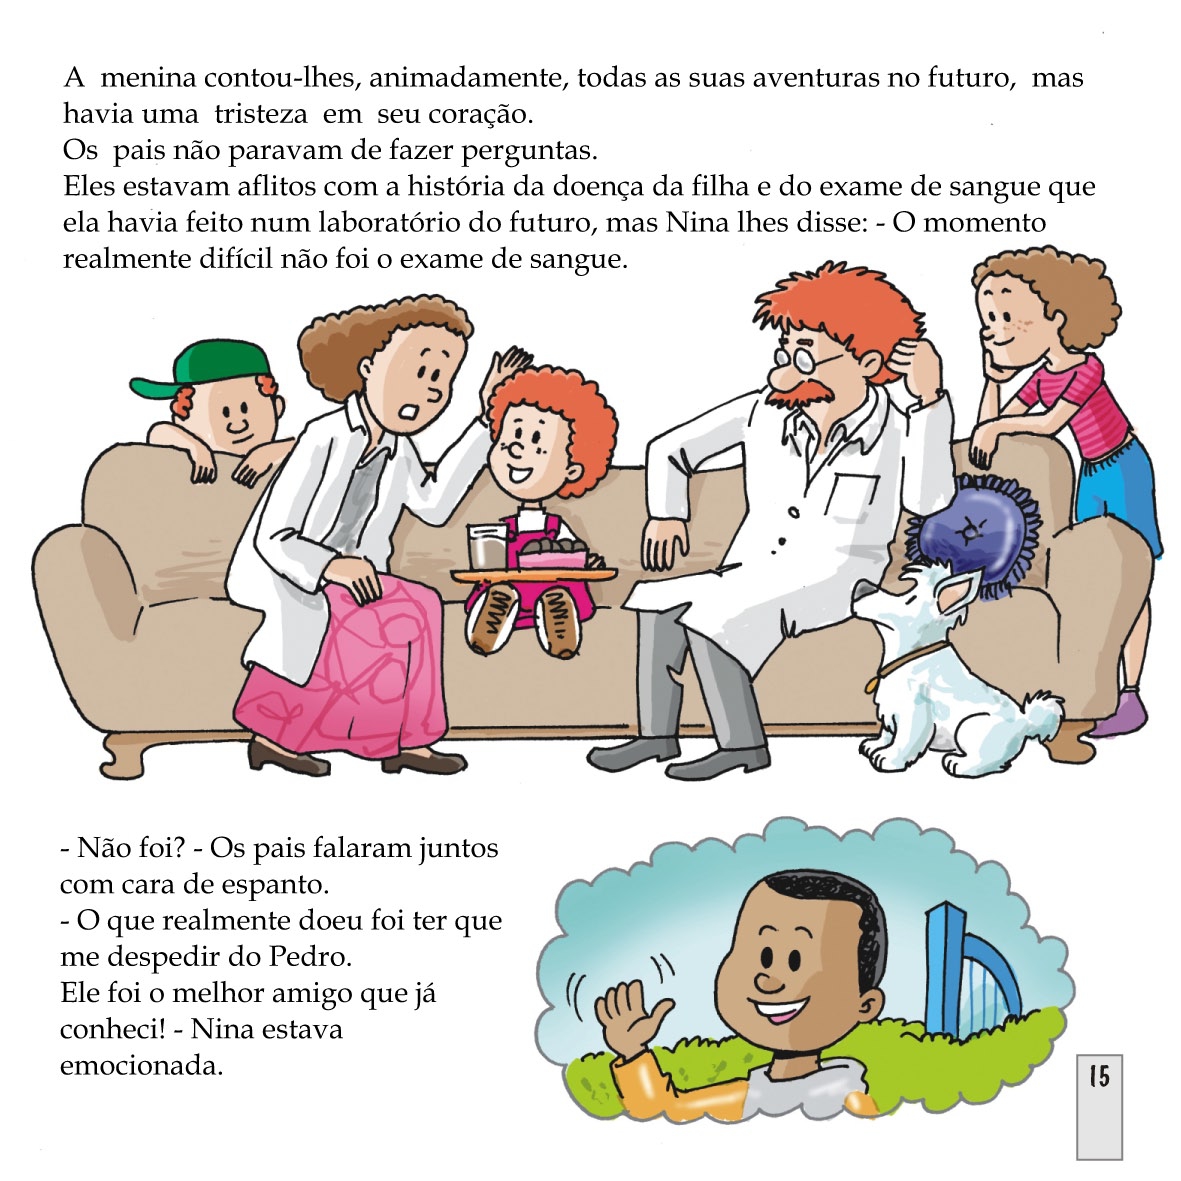 A menina contou-lhes, animadamente, todas as suas aventuras no futuro, mas
havia uma tristeza em seu coração.
Os pais não paravam de fazer perguntas.
Eles estavam aflitos com a história da doença da filha e do exame de sangue que
ela havia feito num laboratório do futuro, mas Nina lhes disse: - O momento
realmente difícil não foi o exame de sangue.
- Não foi? - Os pais falaram juntos
com cara de espanto.
- O que realmente doeu foi ter que
me despedir do Pedro.
Ele foi o melhor amigo que já
conheci! - Nina estava
emocionada.
15